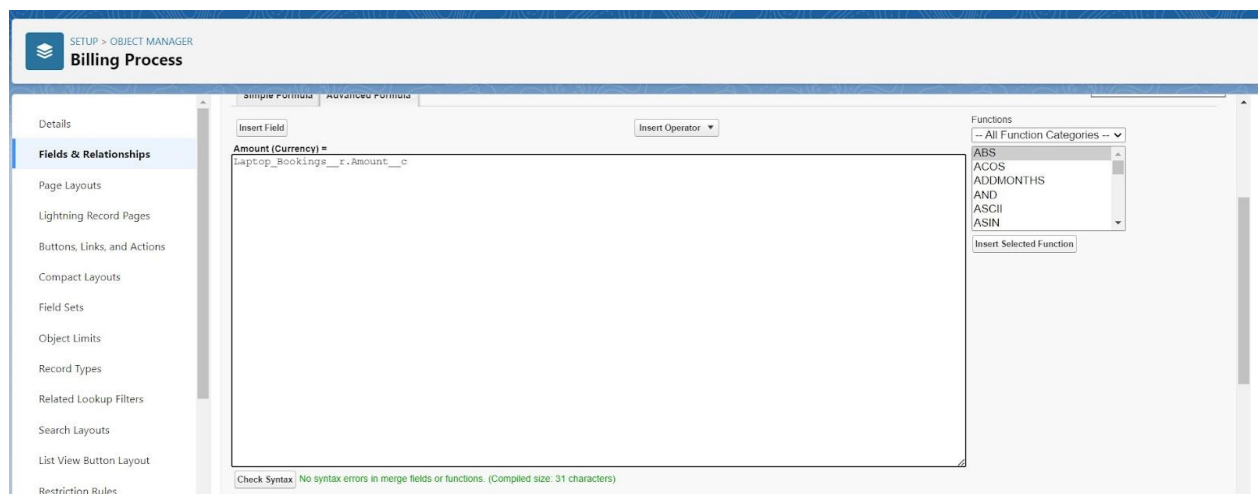 SETUP > OBJECT MANAGER
Billing Process
Details
Fields & Relationships
Page Layouts
Lightning Record Pages
Buttons, Links, and Actions
Compact Layouts
Field Sets
Object Limits
Record Types
Related Lookup Filters
Search Layouts
List View Button Layout
Restriction Rules
Simple Formula Advanced Formula
Insert Field Insert Operator ▼
Amount (Currency) =
Laptop_Bookings__r.Amount__c
Functions
-- All Function Categories --
ABS
ACOS
ADDMONTHS
AND
ASCII
ASIN
Insert Selected Function
Check Syntax No syntax errors in merge fields or functions. (Compiled size: 31 characters)